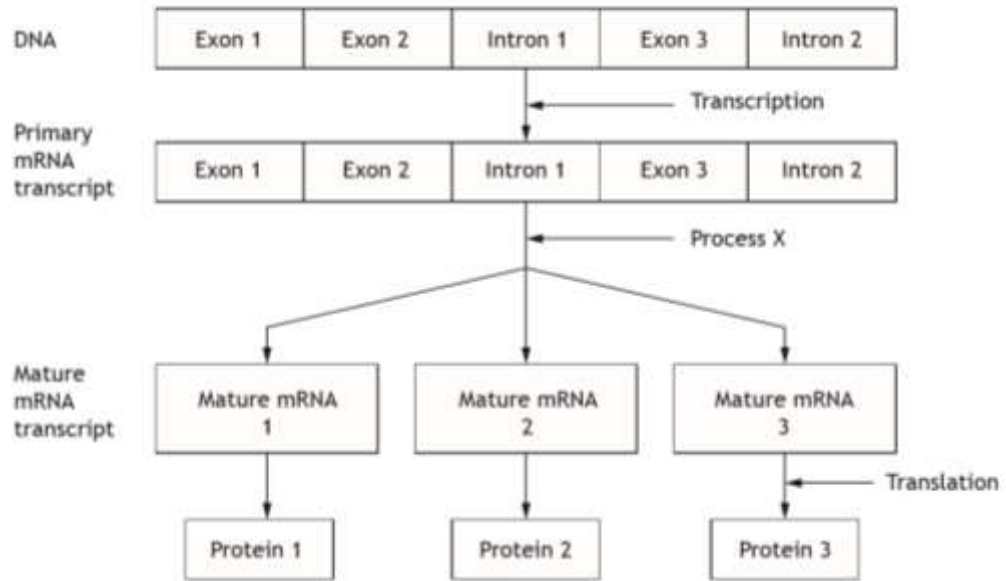 DNA
Exon 1
Exon 2
Intron 1
Exon 3
Intron 2
Transcription
Primary
mRNA
transcript
Exon 1
Exon 2
Intron 1
Exon 3
Intron 2
Process X
Mature
mRNA
transcript
Mature mRNA
1
Mature mRNA
2
Mature mRNA
3
Translation
Protein 1
Protein 2
Protein 3